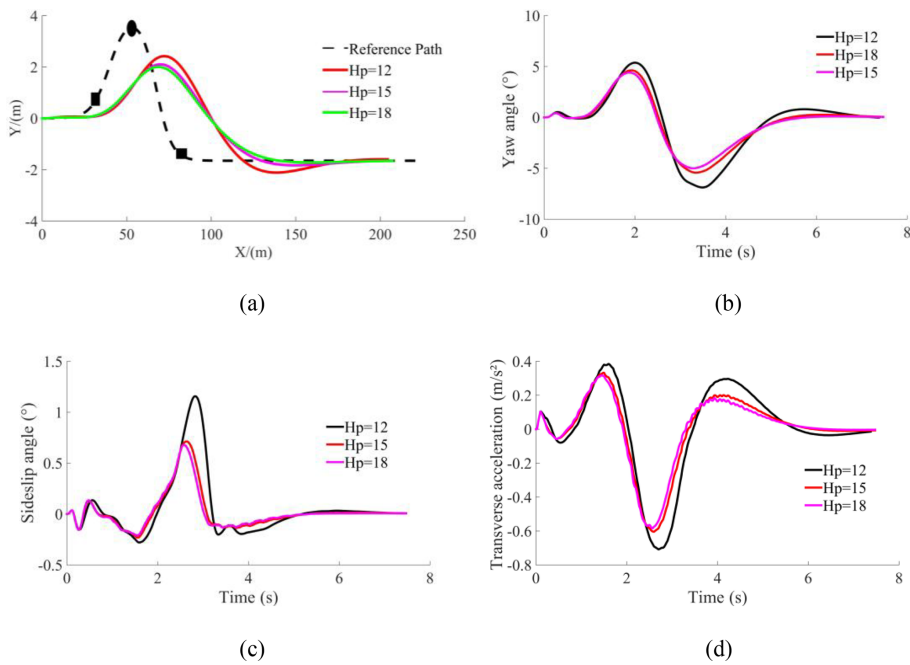 4
2
0
-2
-4
Y/(m)
Reference Path
Hp=12
Hp=15
Hp=18
0 50 100 150 200 250
X/(m)
(a)
10
5
0
-5
-10
Yaw angle (°)
Hp=12
Hp=18
Hp=15
0 2 4 6 8
Time (s)
(b)
1.5
1
0.5
0
-0.5
Sideslip angle (°)
Hp=12
Hp=15
Hp=18
0 2 4 6 8
Time (s)
(c)
0.4
0.2
0
-0.2
-0.4
-0.6
-0.8
Transverse acceleration (m/s²)
Hp=12
Hp=15
Hp=18
0 2 4 6 8
Time (s)
(d)